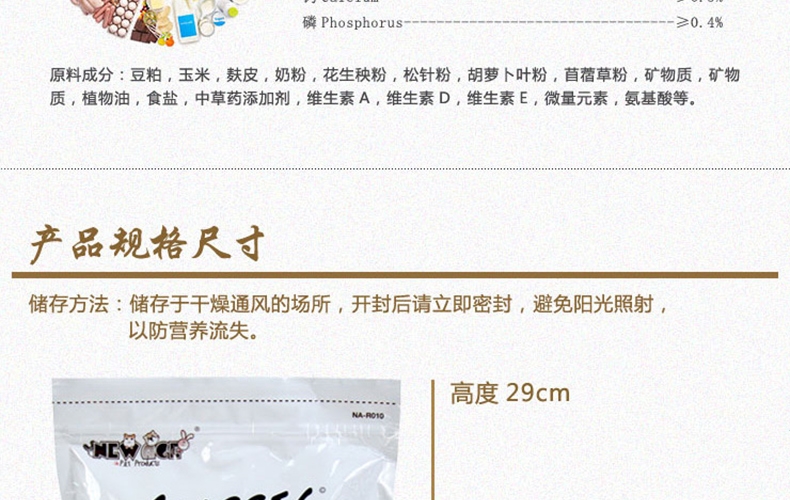 磷 Phosphorus----------------------------------≥0.4%
原料成分：豆粕，玉米，麸皮，奶粉，花生秧粉，松针粉，胡萝卜叶粉，苜蓿草粉，矿物质，矿物
质，植物油，食盐，中草药添加剂，维生素 A，维生素 D，维生素 E，微量元素，氨基酸等。
产品规格尺寸
储存方法：储存于干燥通风的场所，开封后请立即密封，避免阳光照射，
以防营养流失。
高度 29cm
NA-R010
Pet Products